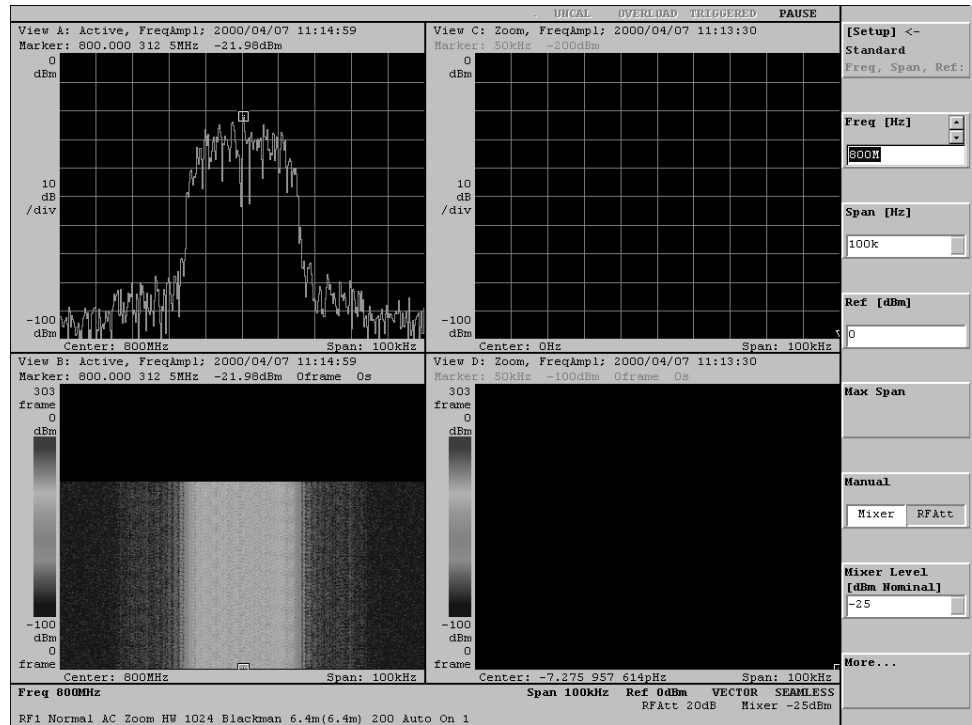 . UNCAL OVERLOAD TRIGGERED PAUSE
View A: Active, FreqAmpl; 2000/04/07 11:14:59
Marker: 800.000 312 5MHz -21.98dBm
0
dBm
10
dB
/div
-100
dBm
Center: 800MHz Span: 100kHz
View C: Zoom, FreqAmpl; 2000/04/07 11:13:30
Marker: 50kHz -200dBm
0
dBm
10
dB
/div
-100
dBm
Center: 0Hz Span: 100kHz
View B: Active, FreqAmpl; 2000/04/07 11:14:59
Marker: 800.000 312 5MHz -21.98dBm 0frame 0s
303
frame
0
dBm
-100
dBm
0
frame
Center: 800MHz Span: 100kHz
View D: Zoom, FreqAmpl; 2000/04/07 11:13:30
Marker: 50kHz -100dBm 0frame 0s
303
frame
0
dBm
-100
dBm
0
frame
Center: -7.275 957 614pHz Span: 100kHz
Freq 800MHz Span 100kHz Ref 0dBm VECTOR SEAMLESS
RFAtt 20dB Mixer -25dBm
RF1 Normal AC Zoom HW 1024 Blackman 6.4m(6.4m) 200 Auto On 1
[Setup] <-
Standard
Freq, Span, Ref:
Freq [Hz]
800M
Span [Hz]
100k
Ref [dBm]
0
Max Span
Manual
Mixer RFAtt
Mixer Level
[dBm Nominal]
-25
More...